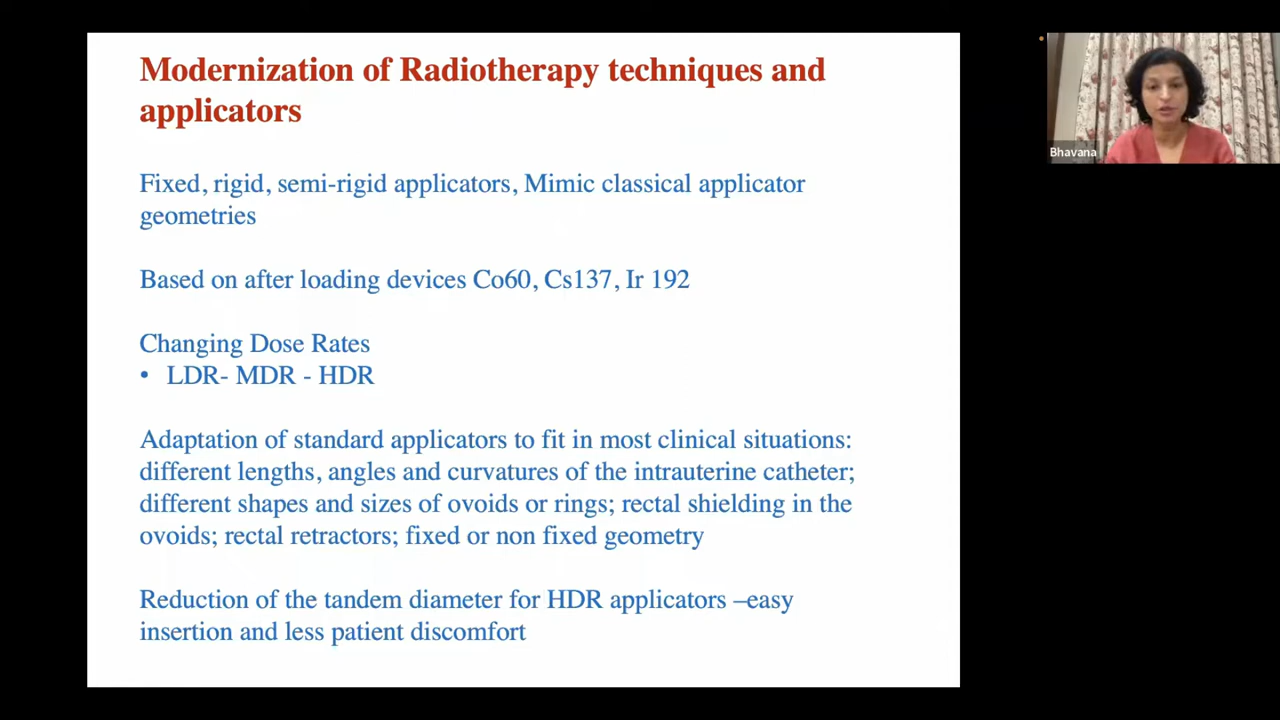 Modernization of Radiotherapy techniques and
applicators
Fixed, rigid, semi-rigid applicators, Mimic classical applicator
geometries
Based on after loading devices Co60, Cs137, Ir 192
Changing Dose Rates
• LDR- MDR - HDR
Adaptation of standard applicators to fit in most clinical situations:
different lengths, angles and curvatures of the intrauterine catheter;
different shapes and sizes of ovoids or rings; rectal shielding in the
ovoids; rectal retractors; fixed or non fixed geometry
Reduction of the tandem diameter for HDR applicators –easy
insertion and less patient discomfort
Bhavana